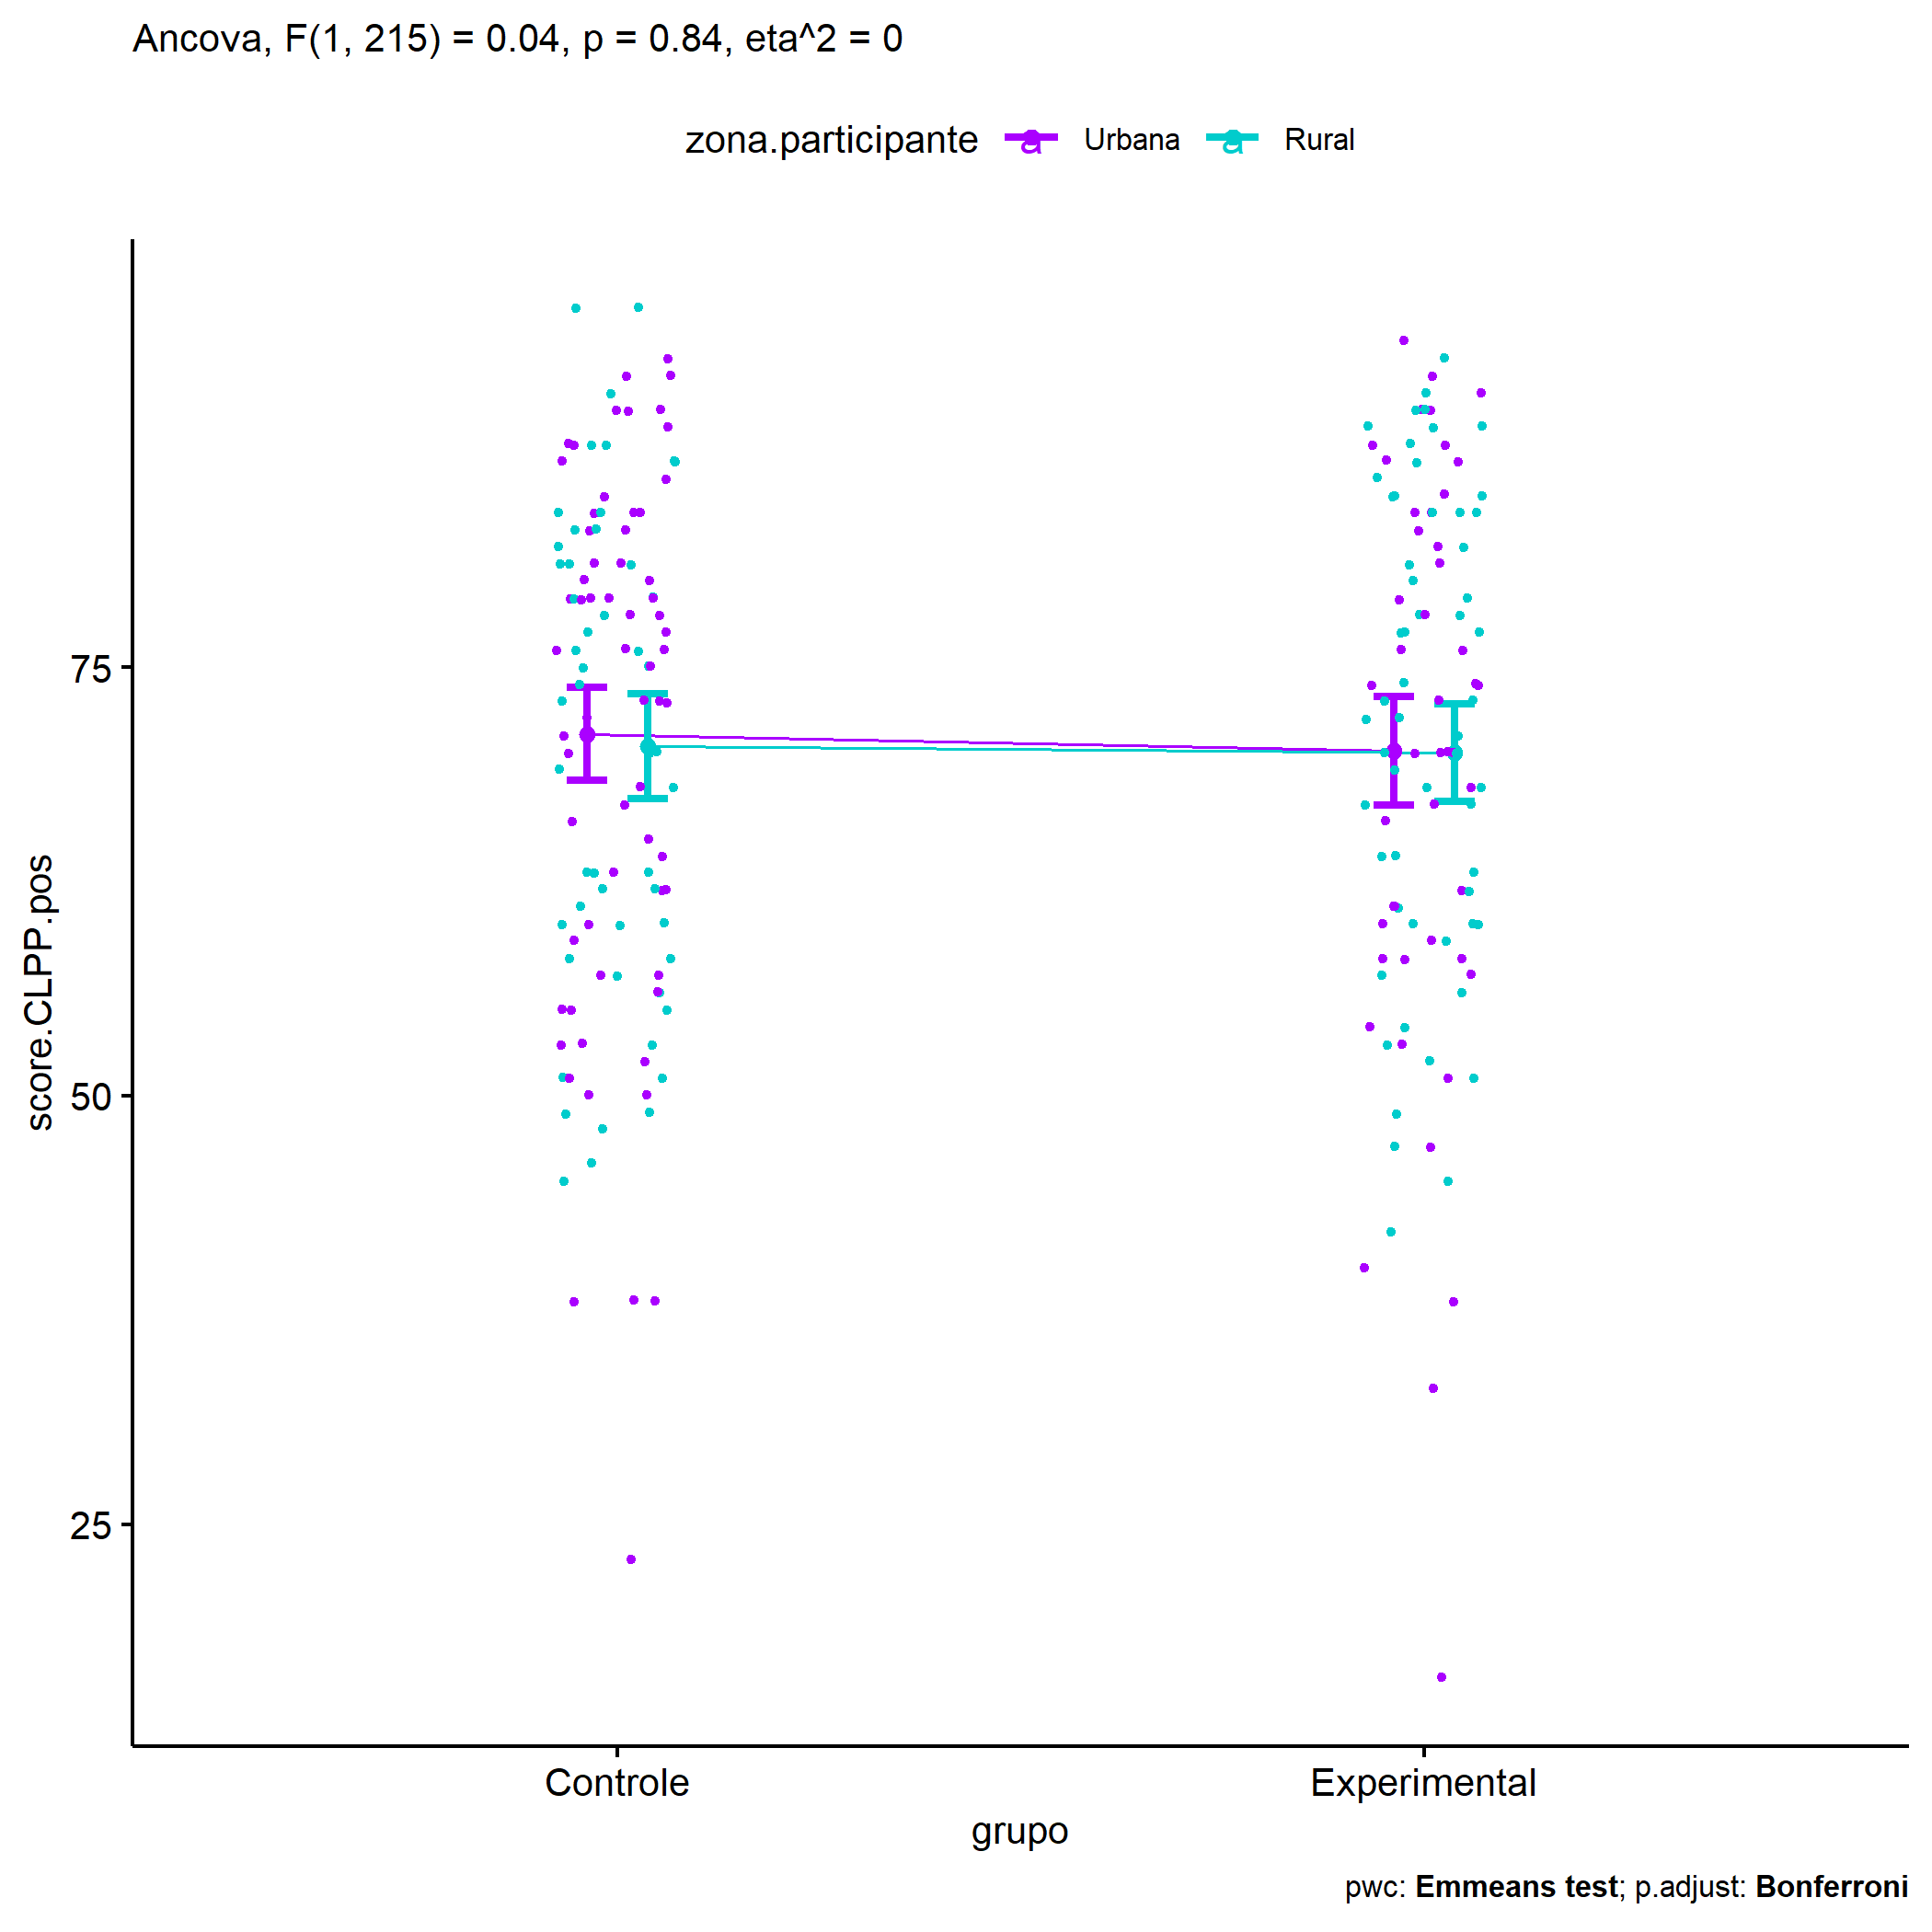 Ancova, F(1, 215) = 0.04, p = 0.84, eta^2 = 0
zona.participante a Urbana a Rural
score.CLPP.pos
75
50
25
Controle Experimental
grupo
pwc: Emmeans test; p.adjust: Bonferroni